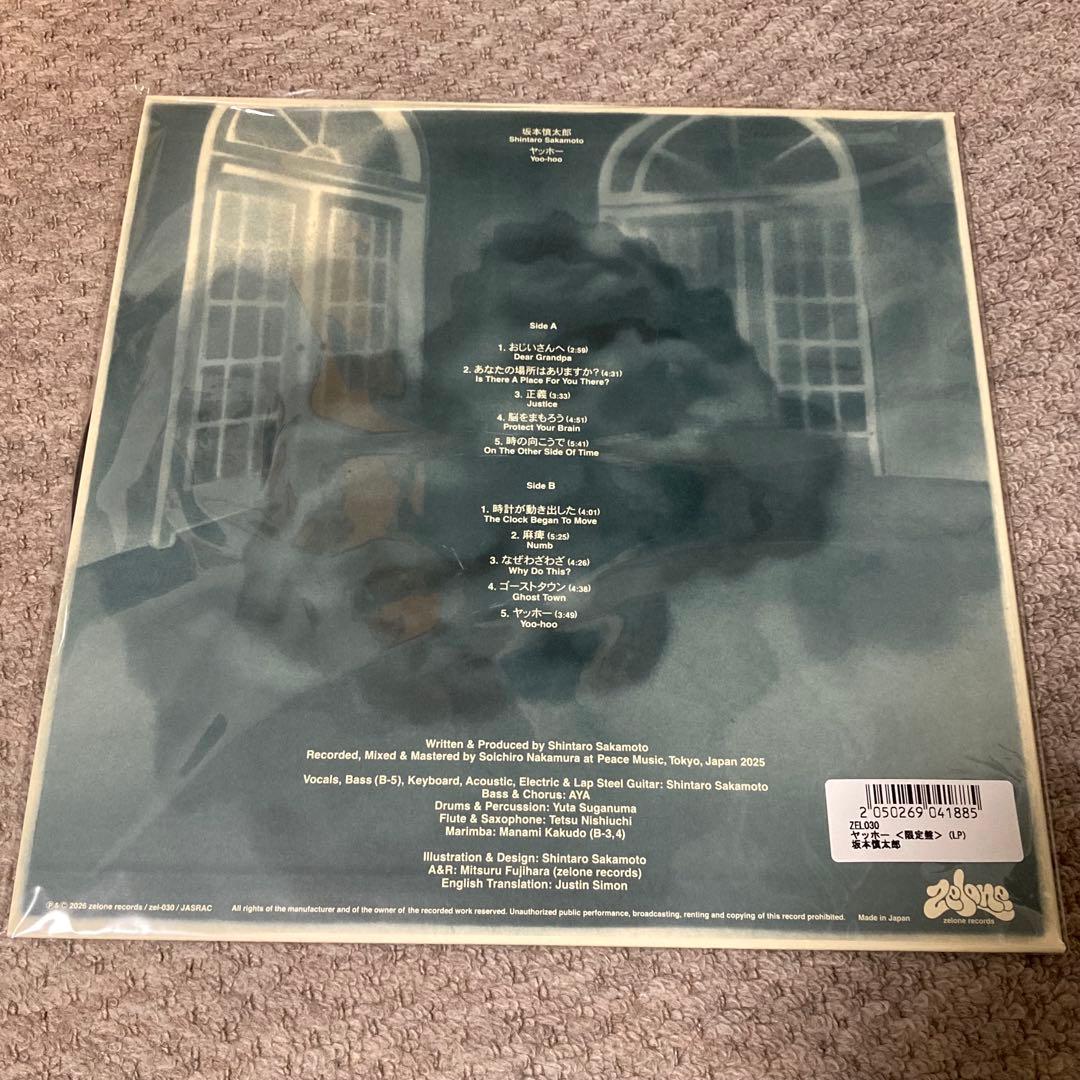 坂本慎太郎
Shintaro Sakamoto
ヤッホー
Yoo-hoo
Side A
1. おじいさんへ (2:59)
Dear Grandpa
2. あなたの場所はありますか? (4:31)
Is There A Place For You There?
3. 正義 (3:33)
Justice
4. 脳をまもろう (4:51)
Protect Your Brain
5. 時の向こうで (5:41)
On The Other Side Of Time
Side B
1. 時計が動き出した (4:01)
The Clock Began To Move
2. 麻痺 (5:25)
Numb
3. なぜわざわざ (4:26)
Why Do This?
4. ゴーストタウン (4:38)
Ghost Town
5. ヤッホー (3:49)
Yoo-hoo
Written & Produced by Shintaro Sakamoto
Recorded, Mixed & Mastered by Soichiro Nakamura at Peace Music, Tokyo, Japan 2025
Vocals, Bass (B-5), Keyboard, Acoustic, Electric & Lap Steel Guitar: Shintaro Sakamoto
Bass & Chorus: AYA
Drums & Percussion: Yuta Suganuma
Flute & Saxophone: Tetsu Nishiuchi
Marimba: Manami Kakudo (B-3,4)
Illustration & Design: Shintaro Sakamoto
A&R: Mitsuru Fujihara (zelone records)
English Translation: Justin Simon
2 050269 041885
ZEL030
ヤッホー <限定盤> (LP)
坂本慎太郎
zelone
zelone records
℗ & © 2026 zelone records / zel-030 / JASRAC All rights of the manufacturer and of the owner of the recorded work reserved. Unauthorized public performance, broadcasting, renting and copying of this record prohibited. Made in Japan